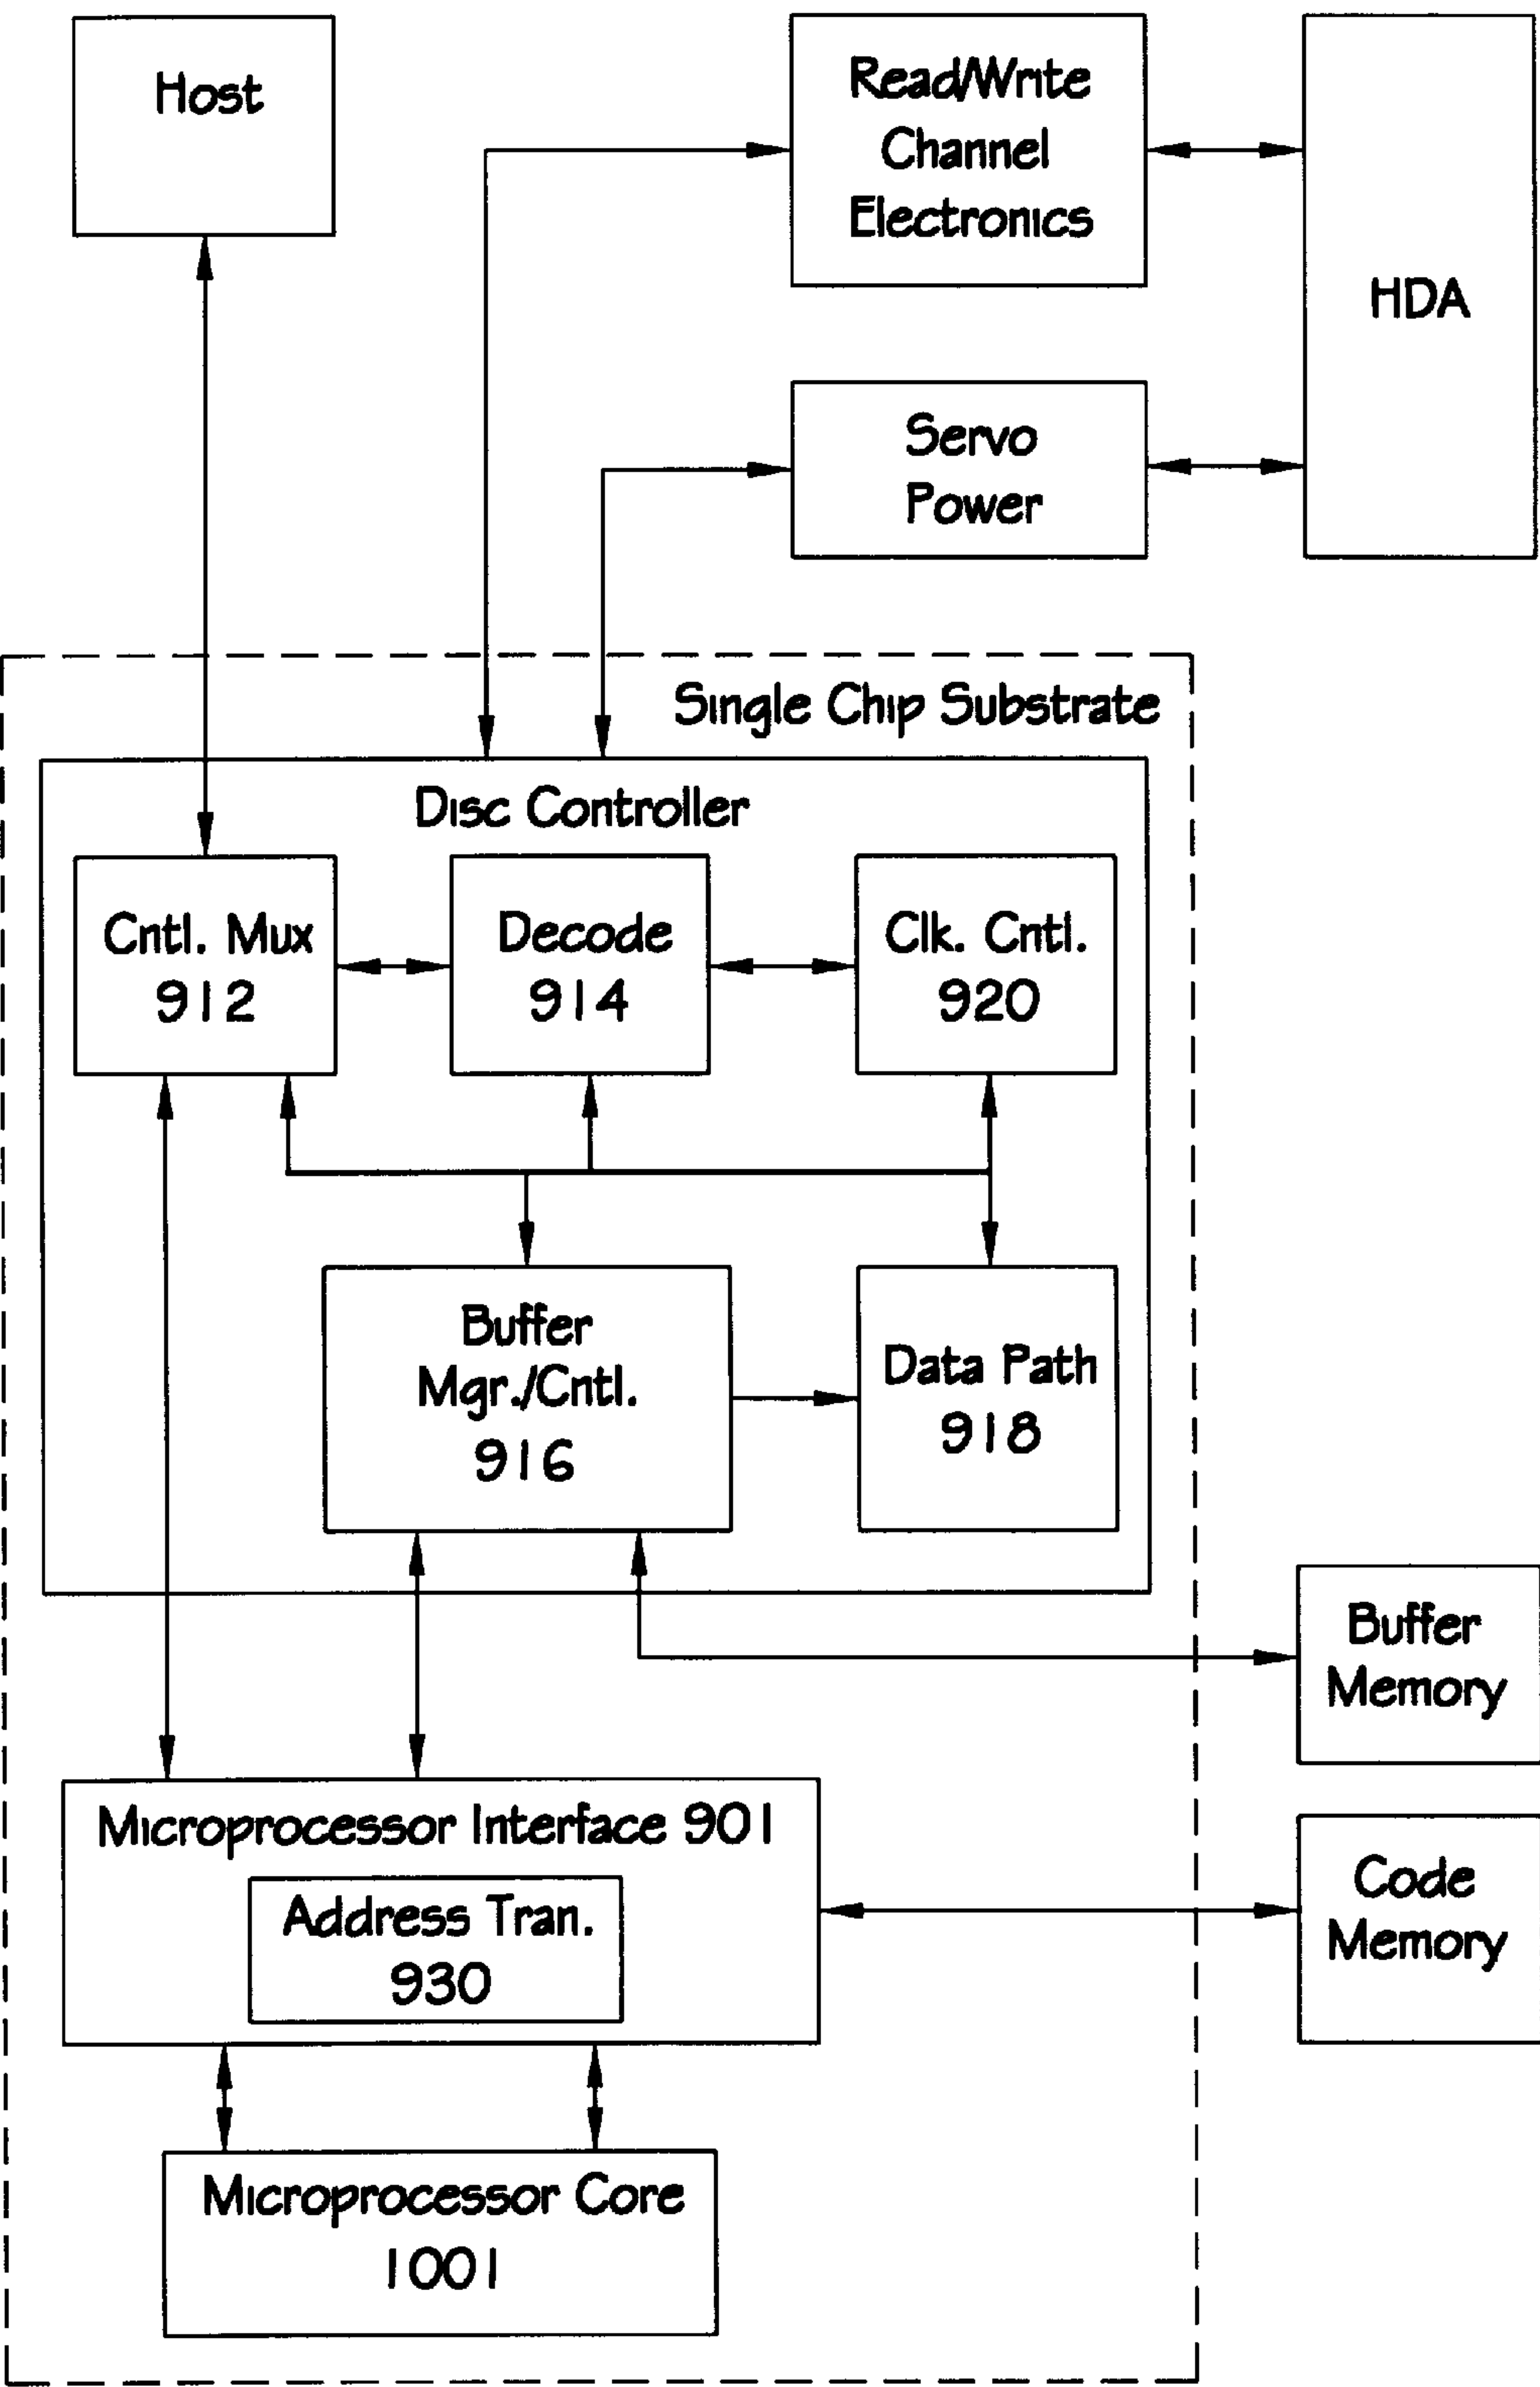 Host
Read/Write
Channel
Electronics
HDA
Servo
Power
Single Chip Substrate
Disc Controller
Cntl. Mux
912
Decode
914
Clk. Cntl.
920
Buffer
Mgr./Cntl.
916
Data Path
918
Buffer
Memory
Microprocessor Interface 901
Address Tran.
930
Code
Memory
Microprocessor Core
1001